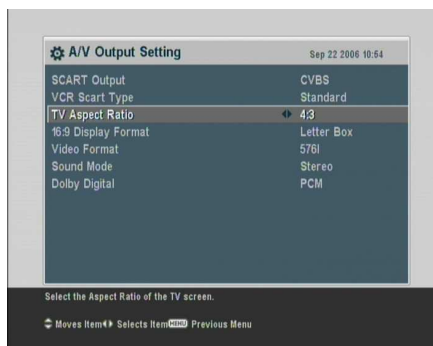 A/V Output Setting Sep 22 2006 10:54
SCART Output CVBS
VCR Scart Type Standard
TV Aspect Ratio 4:3
16:9 Display Format Letter Box
Video Format 576I
Sound Mode Stereo
Dolby Digital PCM
Select the Aspect Ratio of the TV screen.
Moves Item Selects Item MENU Previous Menu